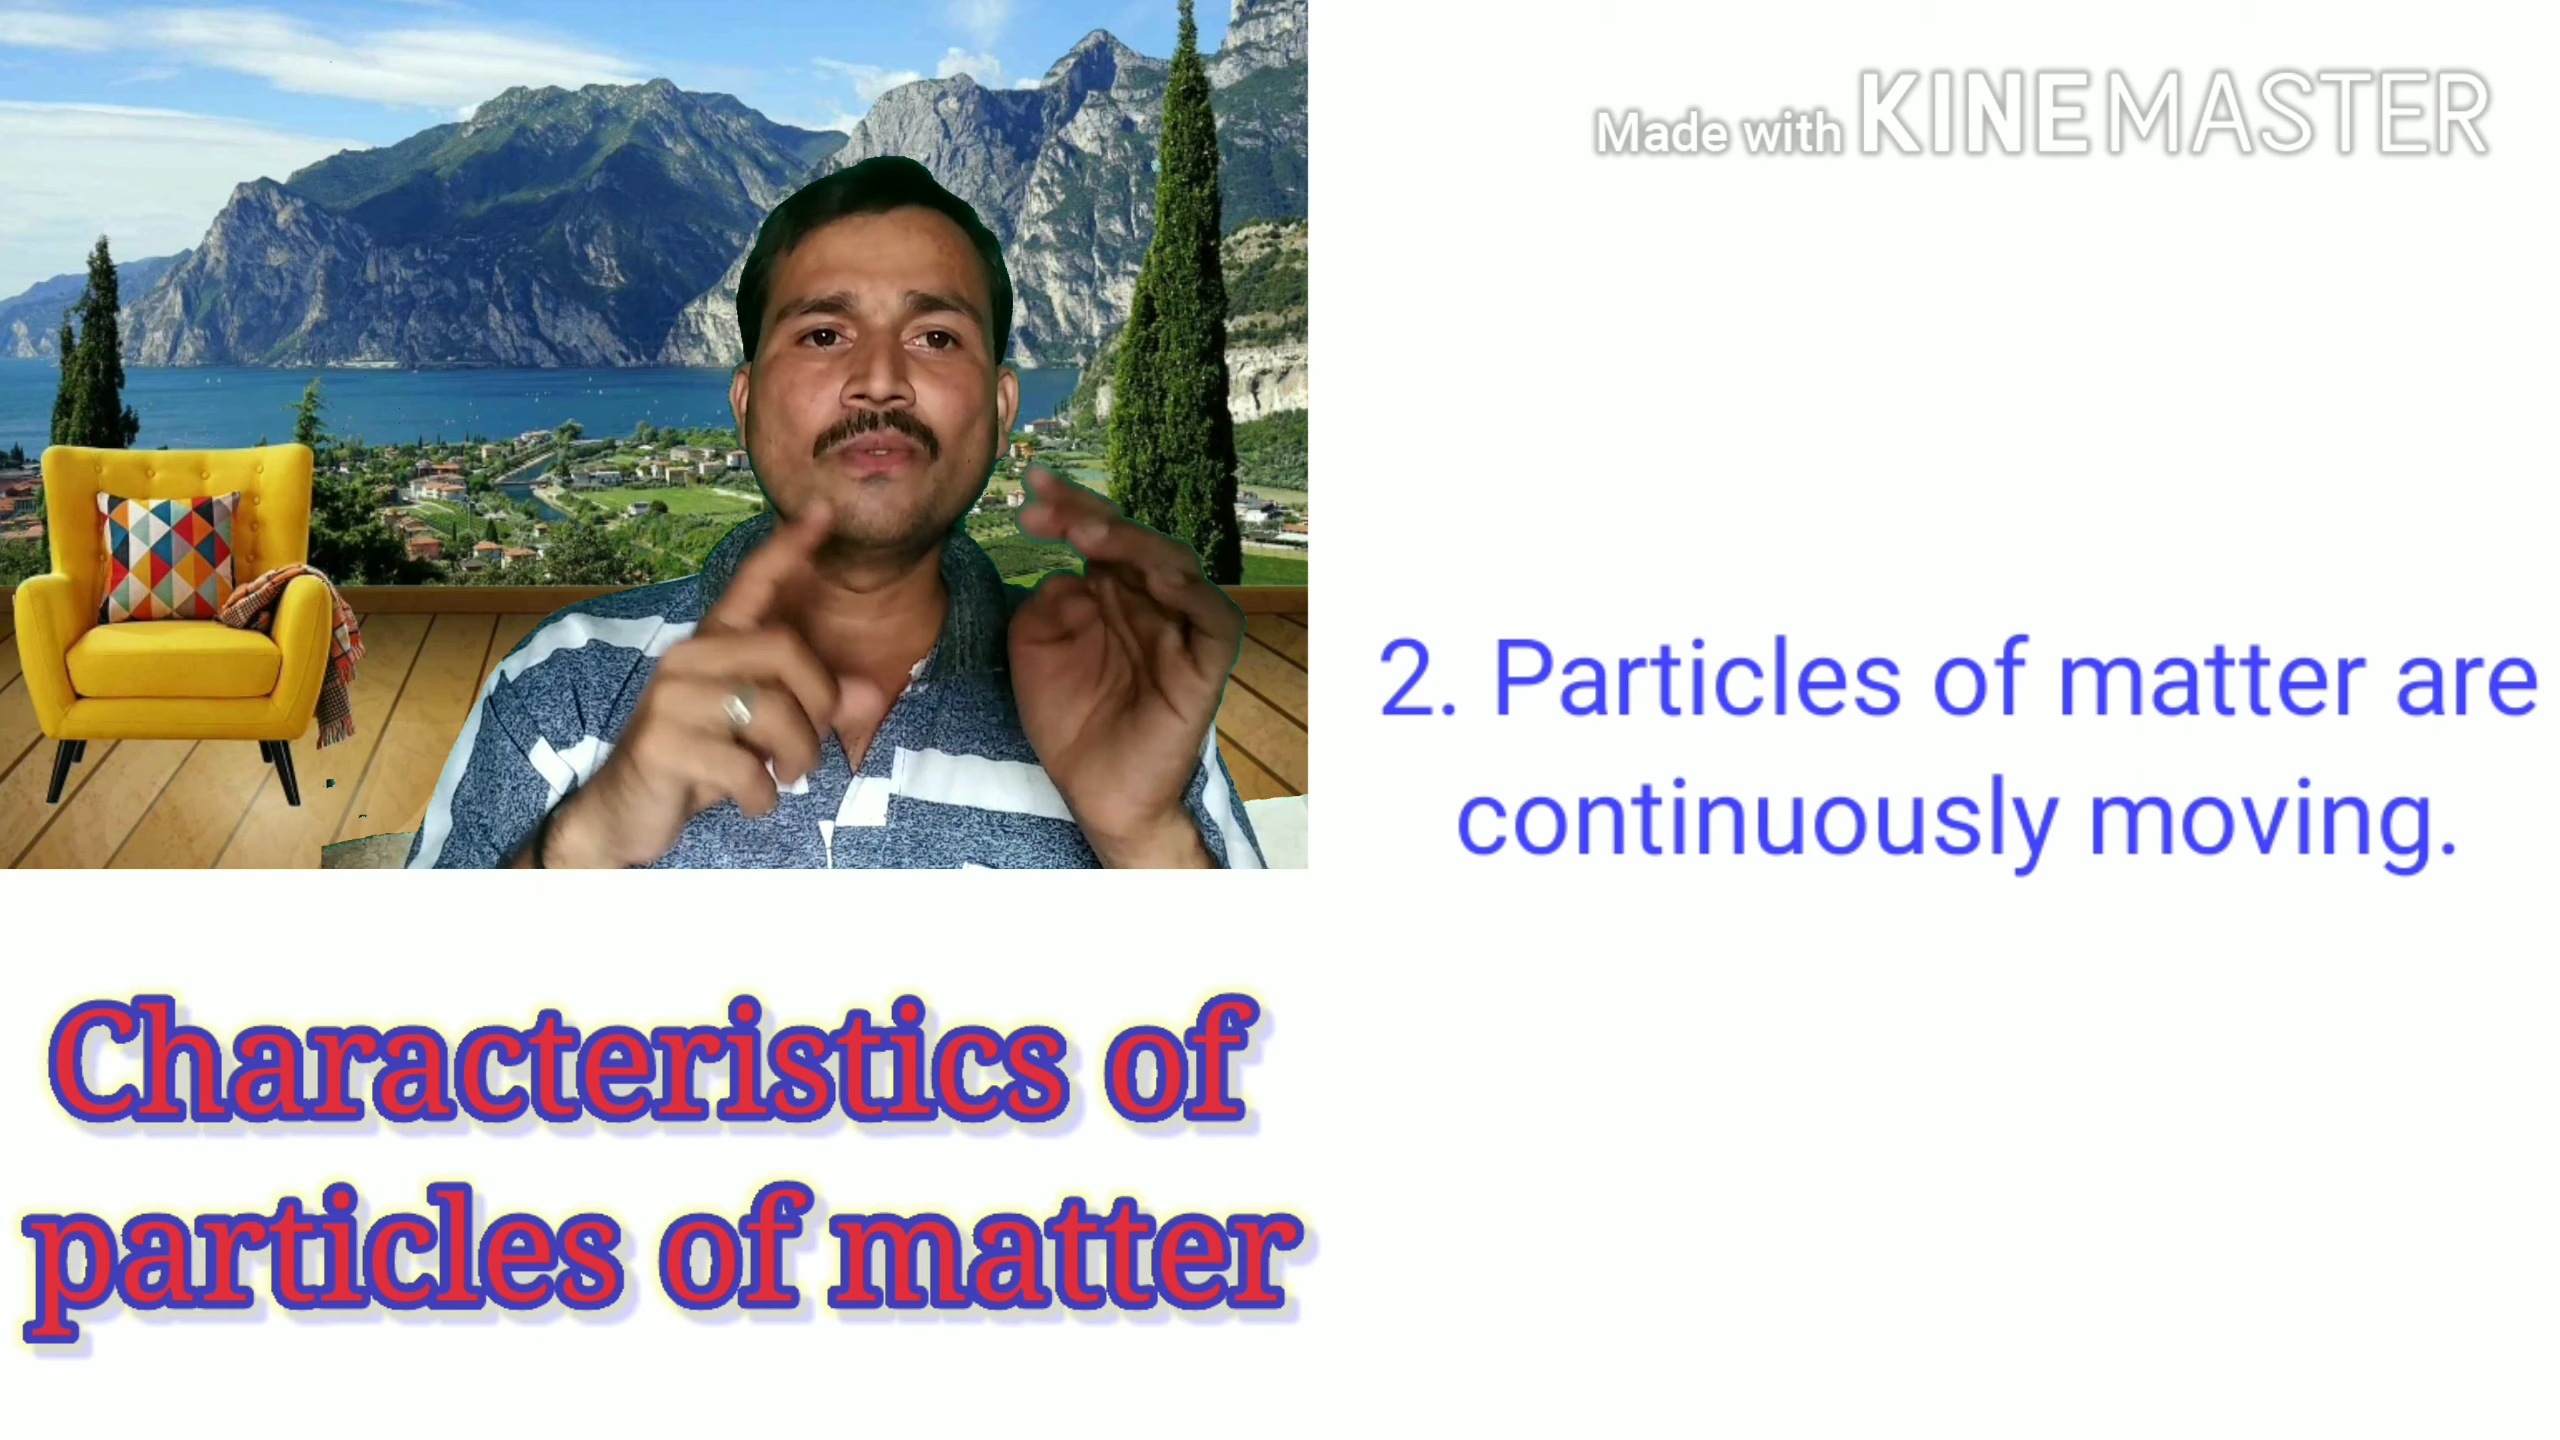 Made with KINEMASTER
2. Particles of matter are
continuously moving.
Characteristics of
particles of matter